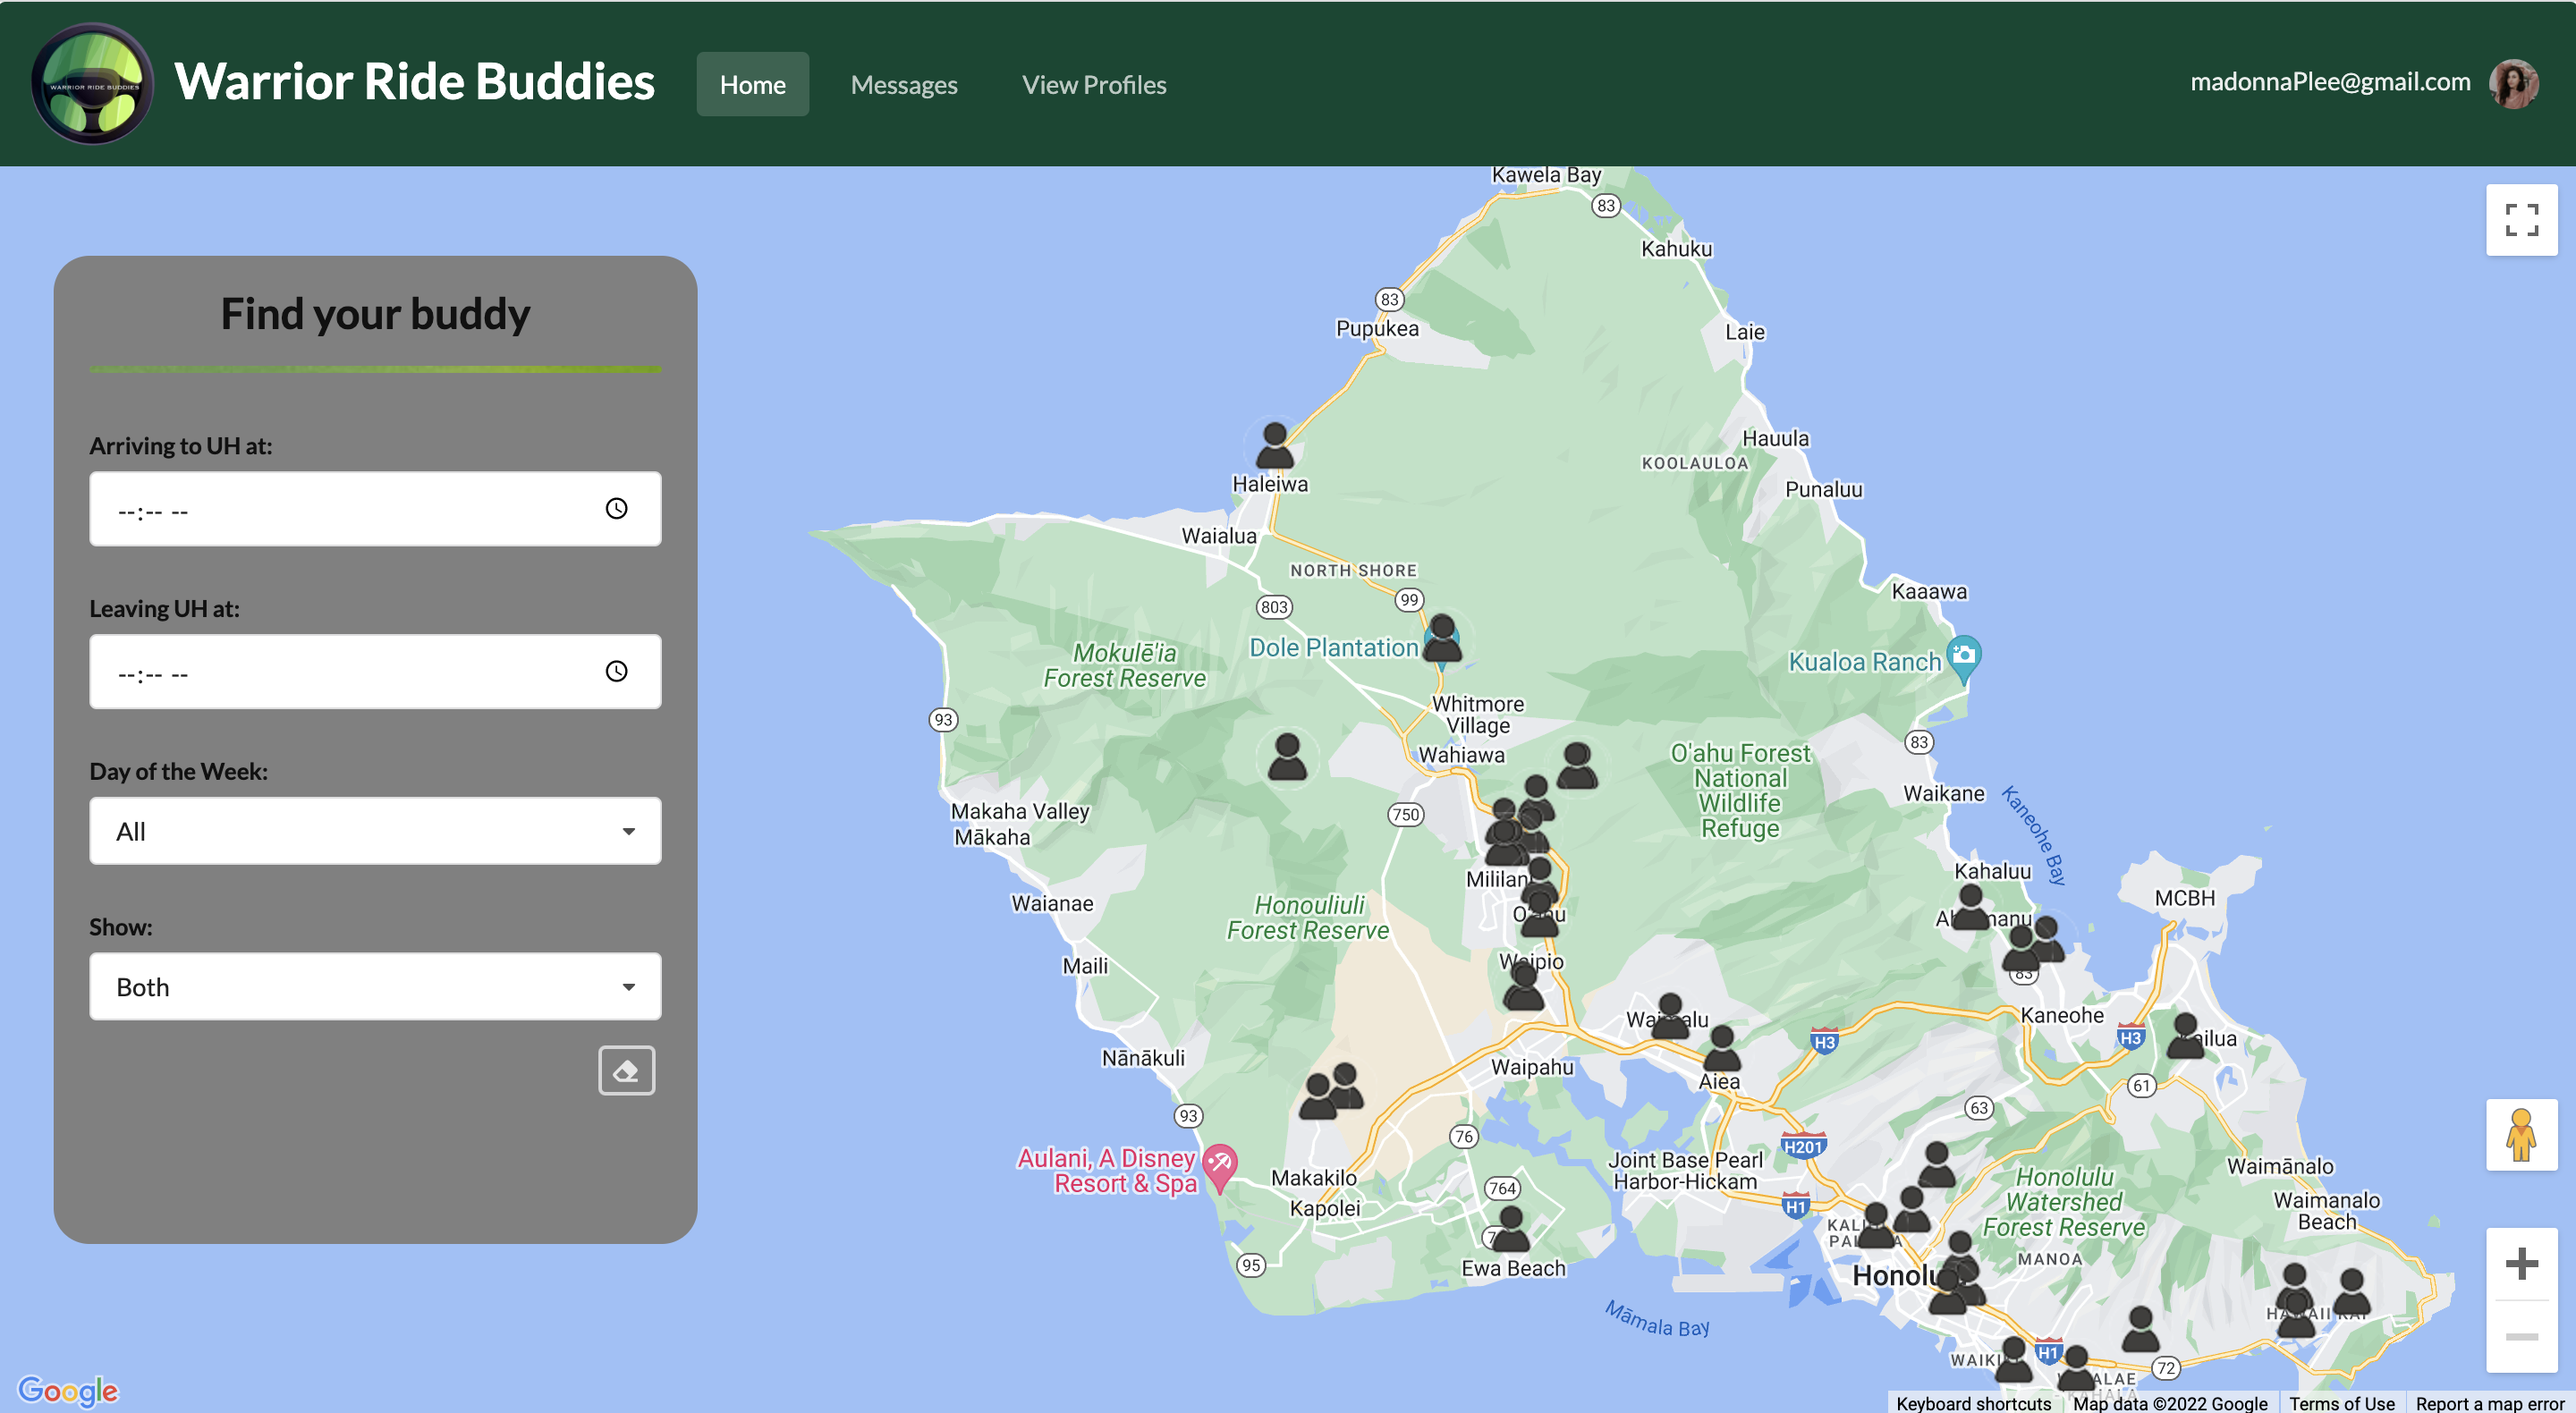 WARRIOR RIDE BUDDIES
Warrior Ride Buddies
Home
Messages
View Profiles
madonnaPlee@gmail.com
Find your buddy
Arriving to UH at:
--:-- --
Leaving UH at:
--:-- --
Day of the Week:
All
Show:
Both
Kawela Bay
83
Kahuku
83
Pupukea
Laie
Hauula
KOOLAULOA
Haleiwa
Punaluu
Waialua
NORTH SHORE
Kaaawa
99
803
Dole Plantation
Mokulē'ia
Forest Reserve
Kualoa Ranch
Whitmore
Village
93
83
Wahiawa
O'ahu Forest
National
Wildlife
Refuge
Waikane
Kaneohe Bay
Makaha Valley
Mākaha
750
Kahaluu
Mililani
MCBH
Waianae
Honouliuli
Forest Reserve
Waipio
Maili
83
Kaneohe
Nānākuli
H3
H3
Waipahu
Aiea
61
93
63
76
H201
Aulani, A Disney
Resort & Spa
Makakilo
Kapolei
764
Joint Base Pearl
Harbor-Hickam
H1
Honolulu
Watershed
Forest Reserve
Waimānalo
Waimanalo
Beach
95
Ewa Beach
MANOA
Honolu
Māmala Bay
H1
72
Google
Keyboard shortcuts
Map data ©2022 Google
Terms of Use
Report a map error